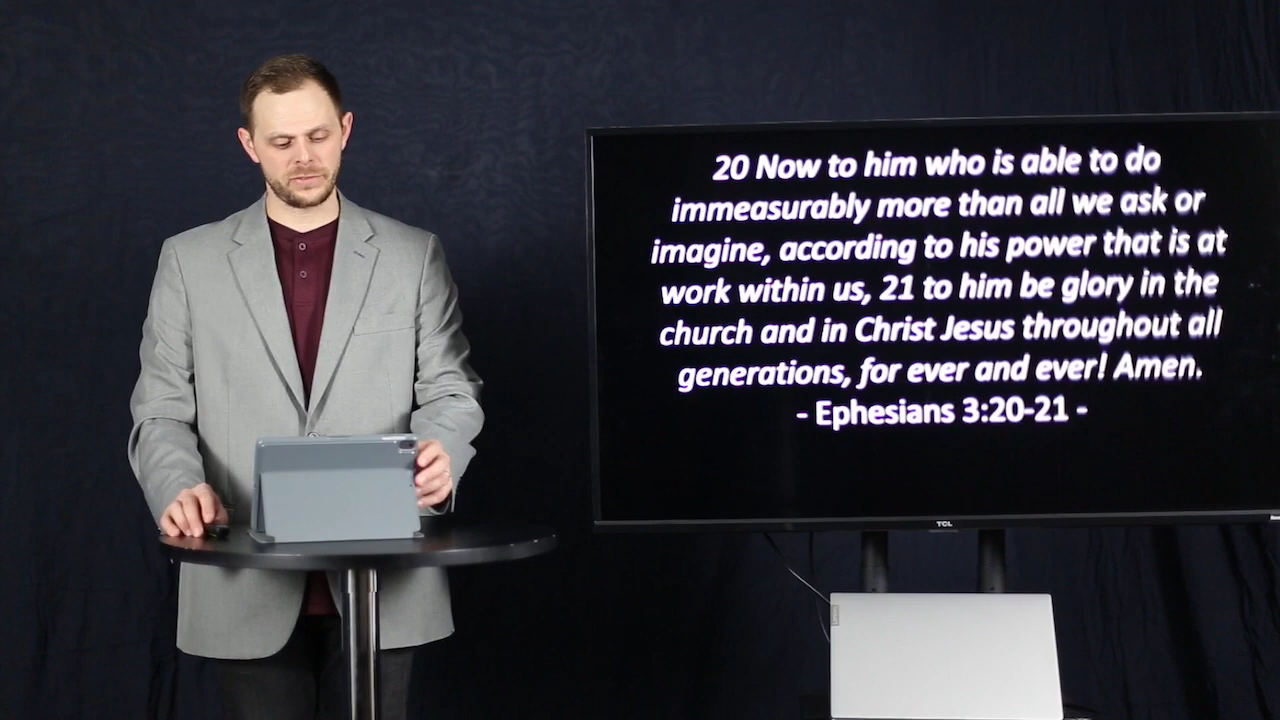 20 Now to him who is able to do
immeasurably more than all we ask or
imagine, according to his power that is at
work within us, 21 to him be glory in the
church and in Christ Jesus throughout all
generations, for ever and ever! Amen.
- Ephesians 3:20-21 -
TCL
Lenovo